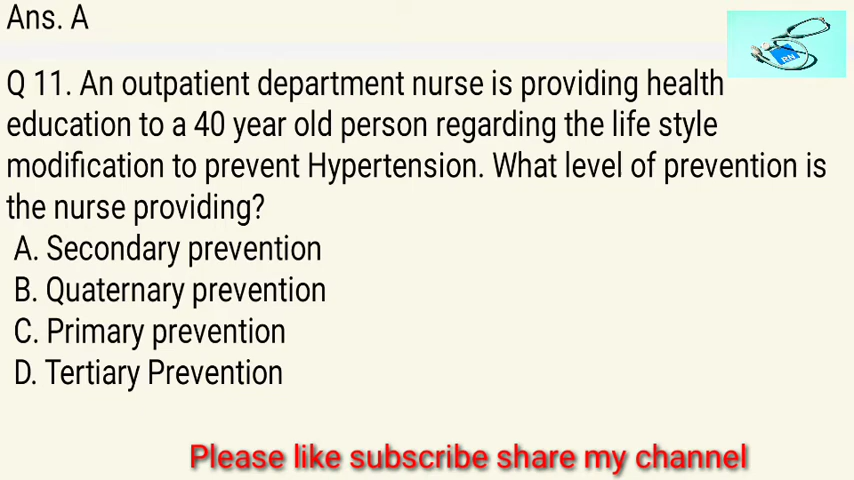 Ans. A
RN
Q 11. An outpatient department nurse is providing health
education to a 40 year old person regarding the life style
modification to prevent Hypertension. What level of prevention is
the nurse providing?
A. Secondary prevention
B. Quaternary prevention
C. Primary prevention
D. Tertiary Prevention
Please like subscribe share my channel